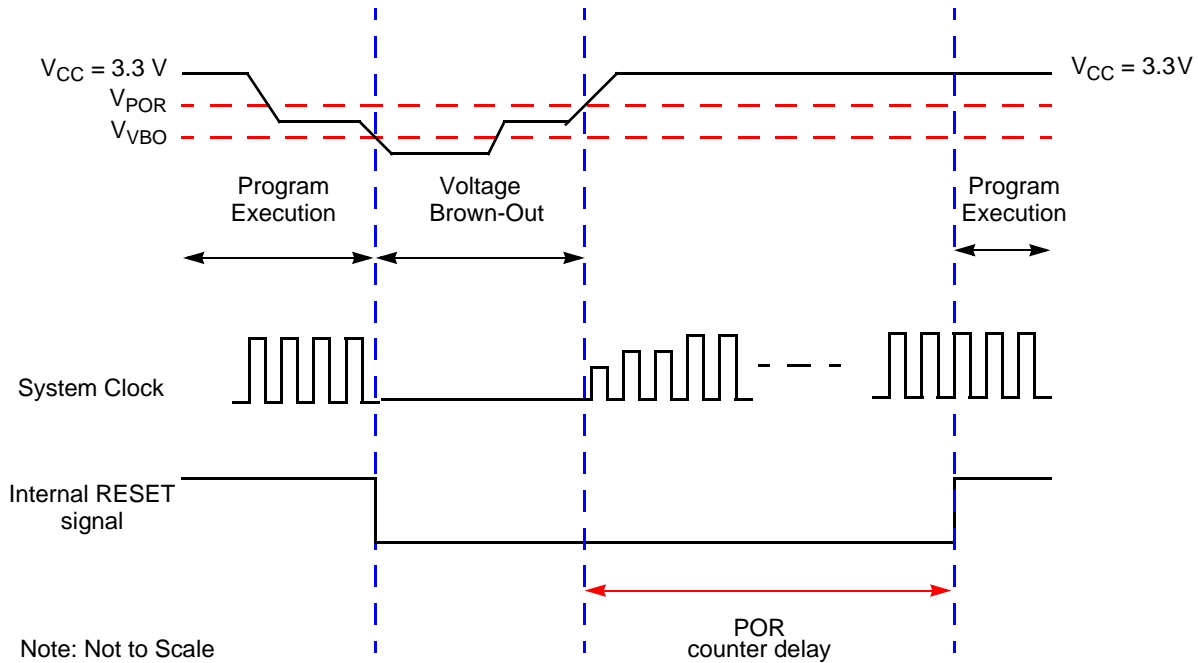 VCC = 3.3 V
VCC = 3.3V
VPOR
VVBO
Program
Execution
Voltage
Brown-Out
Program
Execution
System Clock
Internal RESET
signal
POR
counter delay
Note: Not to Scale